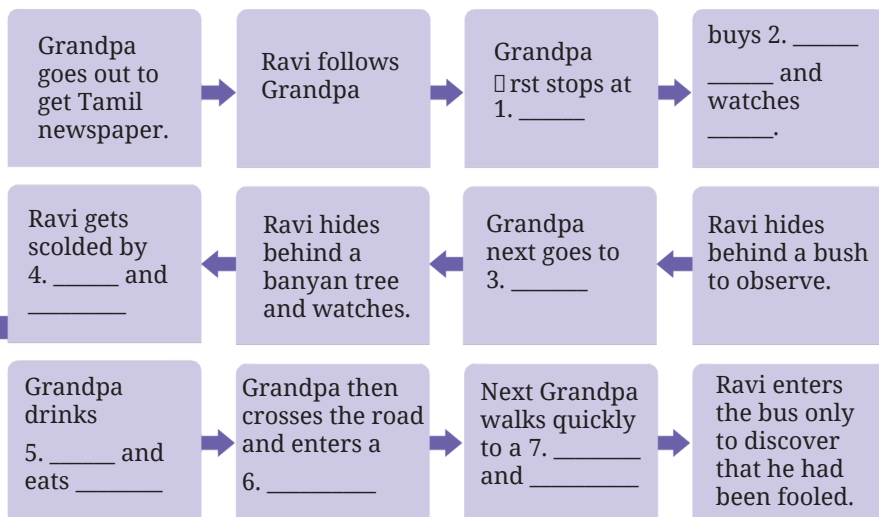 Grandpa
goes out to
get Tamil
newspaper.
Ravi follows
Grandpa
Grandpa
rst stops at
1. ______
buys 2. ______
______ and
watches
______.
Ravi hides
behind a bush
to observe.
Grandpa
next goes to
3. _______
Ravi hides
behind a
banyan tree
and watches.
Ravi gets
scolded by
4. ______ and
_________
Grandpa
drinks
5. ______ and
eats ________
Grandpa then
crosses the road
and enters a
6. __________
Next Grandpa
walks quickly
to a 7. ________
and __________
Ravi enters
the bus only
to discover
that he had
been fooled.